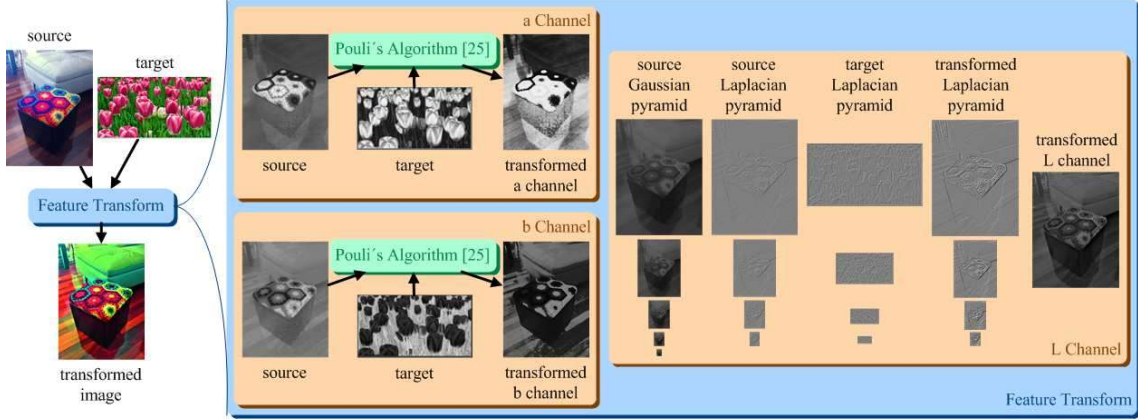 source
target
Feature Transform
transformed
image
a Channel
Pouli´s Algorithm [25]
source
target
transformed
a channel
b Channel
Pouli´s Algorithm [25]
source
target
transformed
b channel
source
Gaussian
pyramid
source
Laplacian
pyramid
target
Laplacian
pyramid
transformed
Laplacian
pyramid
transformed
L channel
L Channel
Feature Transform